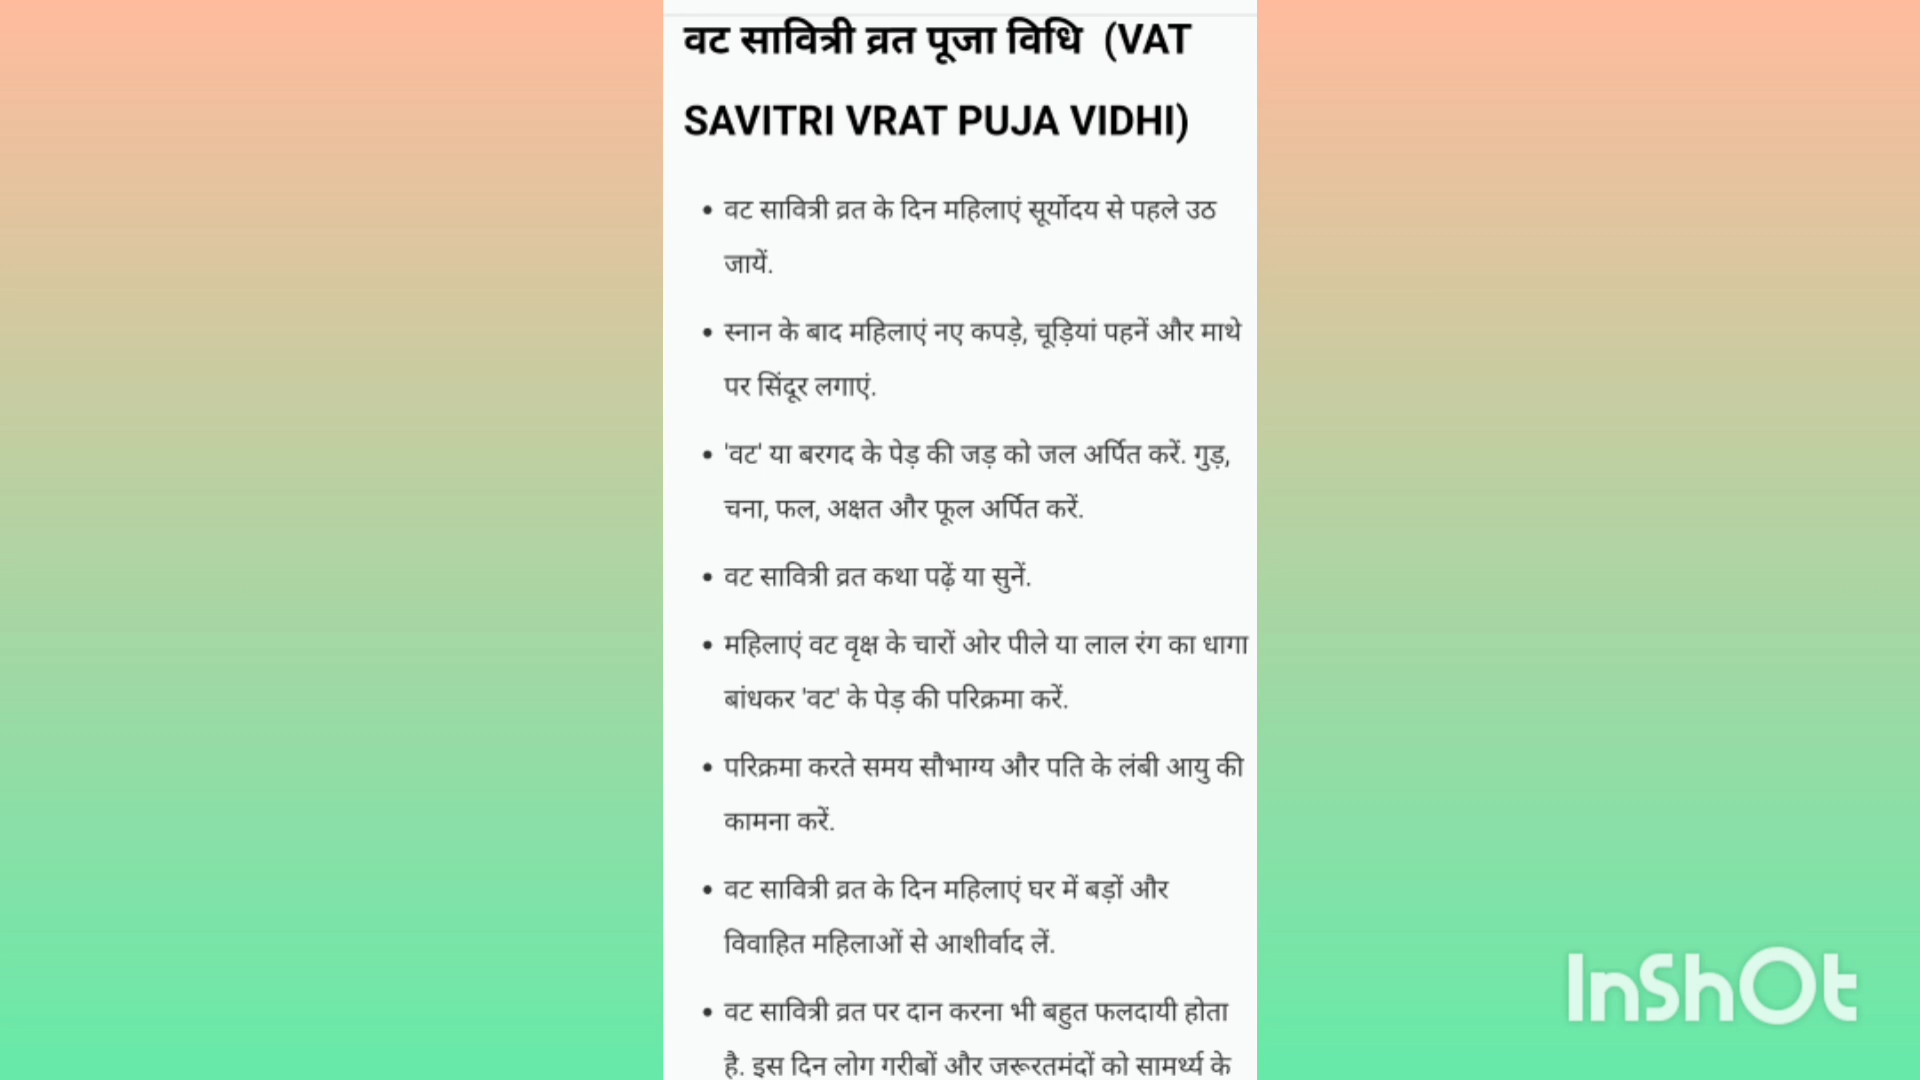 वट सावित्री व्रत पूजा विधि (VAT
SAVITRI VRAT PUJA VIDHI)
• वट सावित्री व्रत के दिन महिलाएं सूर्योदय से पहले उठ
जायें.
• स्नान के बाद महिलाएं नए कपड़े, चूड़ियां पहनें और माथे
पर सिंदूर लगाएं.
• 'वट' या बरगद के पेड़ की जड़ को जल अर्पित करें. गुड़,
चना, फल, अक्षत और फूल अर्पित करें.
• वट सावित्री व्रत कथा पढ़ें या सुनें.
• महिलाएं वट वृक्ष के चारों ओर पीले या लाल रंग का धागा
बांधकर 'वट' के पेड़ की परिक्रमा करें.
• परिक्रमा करते समय सौभाग्य और पति के लंबी आयु की
कामना करें.
• वट सावित्री व्रत के दिन महिलाएं घर में बड़ों और
विवाहित महिलाओं से आशीर्वाद लें.
• वट सावित्री व्रत पर दान करना भी बहुत फलदायी होता
है. इस दिन लोग गरीबों और जरूरतमंदों को सामर्थ्य के
InShOt